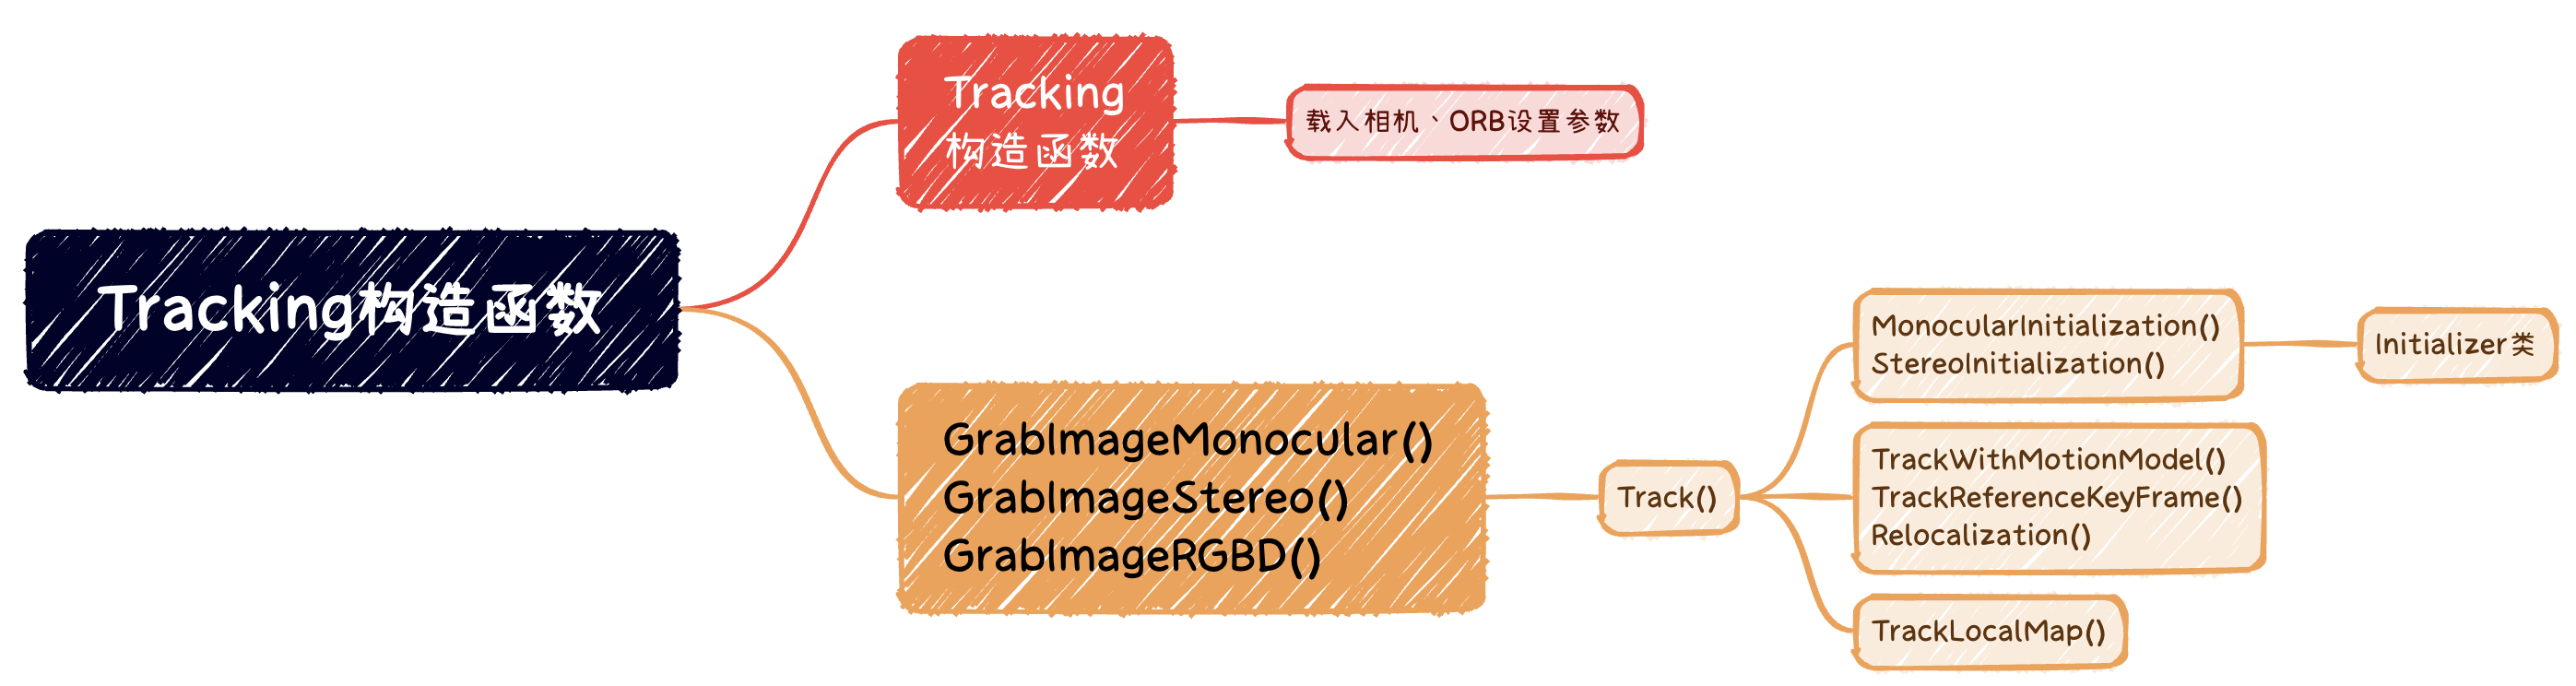 Tracking构造函数
Tracking
构造函数
载入相机、ORB设置参数
GrabImageMonocular()
GrabImageStereo()
GrabImageRGBD()
Track()
MonocularInitialization()
StereoInitialization()
Initializer类
TrackWithMotionModel()
TrackReferenceKeyFrame()
Relocalization()
TrackLocalMap()